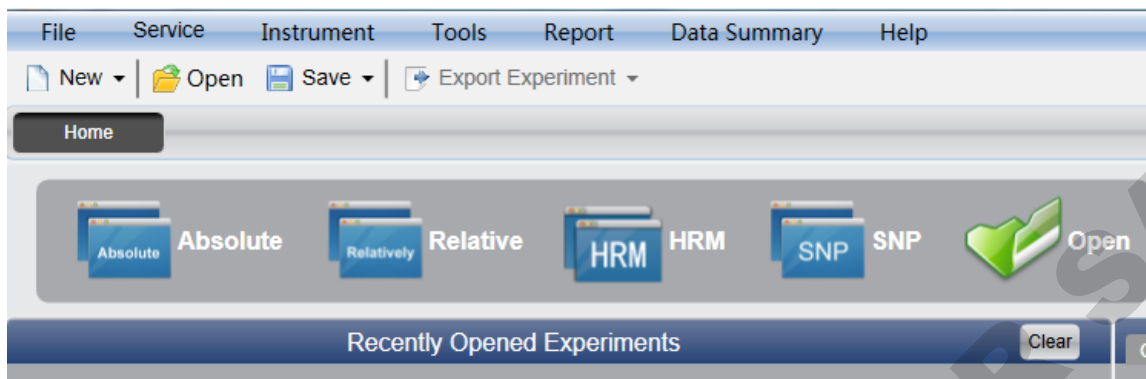 File Service Instrument Tools Report Data Summary Help
New Open Save Export Experiment
Home
Absolute Absolute Relatively Relative HRM HRM SNP SNP Open
Recently Opened Experiments Clear